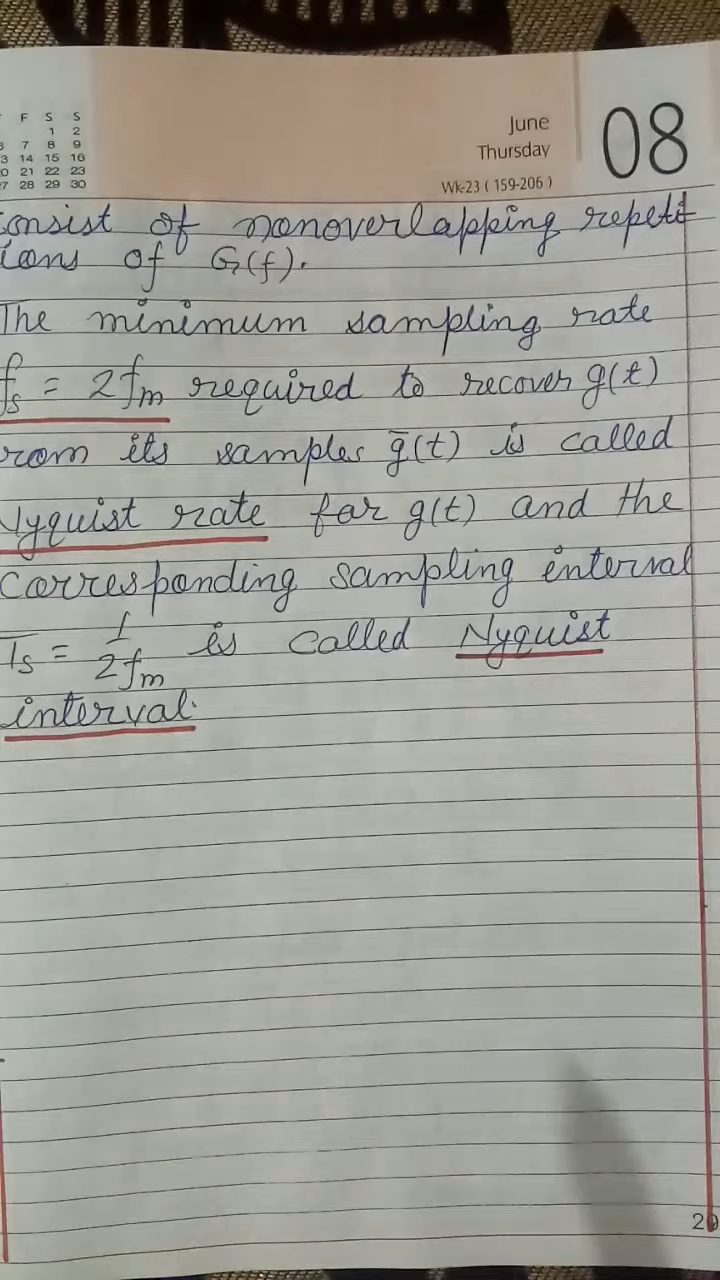 F S S
1 2
7 8 9
14 15 16
21 22 23
28 29 30
June
Thursday
08
Wk-23 ( 159-206 )
onsist of nonoverlapping repetit
ions of G(f).
The minimum sampling rate
fs = 2fm required to recover g(t)
rom its samples ḡ(t) is called
Nyquist rate for g(t) and the
corresponding sampling interval
Ts = 1/2fm is called Nyquist
interval.